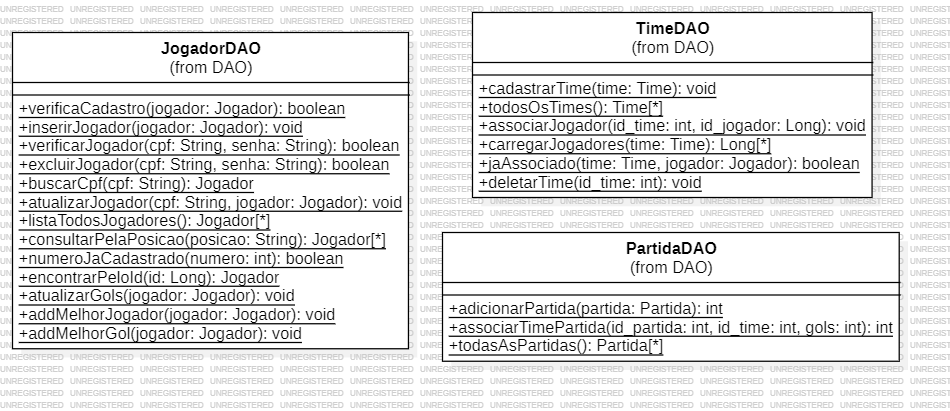 JogadorDAO
(from DAO)
+verificaCadastro(jogador: Jogador): boolean
+inserirJogador(jogador: Jogador): void
+verificarJogador(cpf: String, senha: String): boolean
+excluirJogador(cpf: String, senha: String): boolean
+buscarCpf(cpf: String): Jogador
+atualizarJogador(cpf: String, jogador: Jogador): void
+listaTodosJogadores(): Jogador[*]
+consultarPelaPosicao(posicao: String): Jogador[*]
+numeroJaCadastrado(numero: int): boolean
+encontrarPeloId(id: Long): Jogador
+atualizarGols(jogador: Jogador): void
+addMelhorJogador(jogador: Jogador): void
+addMelhorGol(jogador: Jogador): void
TimeDAO
(from DAO)
+cadastrarTime(time: Time): void
+todosOsTimes(): Time[*]
+associarJogador(id_time: int, id_jogador: Long): void
+carregarJogadores(time: Time): Long[*]
+jaAssociado(time: Time, jogador: Jogador): boolean
+deletarTime(id_time: int): void
PartidaDAO
(from DAO)
+adicionarPartida(partida: Partida): int
+associarTimePartida(id_partida: int, id_time: int, gols: int): int
+todasAsPartidas(): Partida[*]
UNREGISTERED